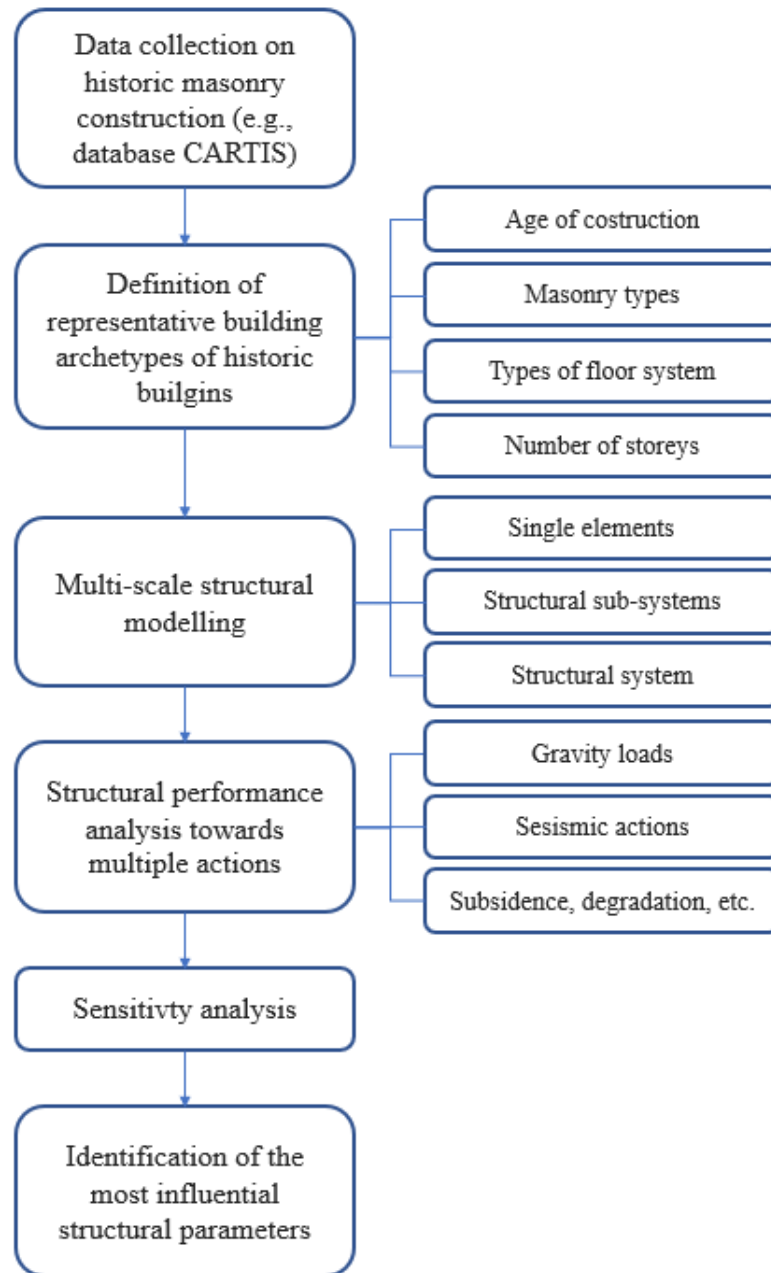 Data collection on
historic masonry
construction (e.g.,
database CARTIS)
Definition of
representative building
archetypes of historic
builgins
Age of costruction
Masonry types
Types of floor system
Number of storeys
Multi-scale structural
modelling
Single elements
Structural sub-systems
Structural system
Structural performance
analysis towards
multiple actions
Gravity loads
Sesismic actions
Subsidence, degradation, etc.
Sensitivty analysis
Identification of the
most influential
structural parameters